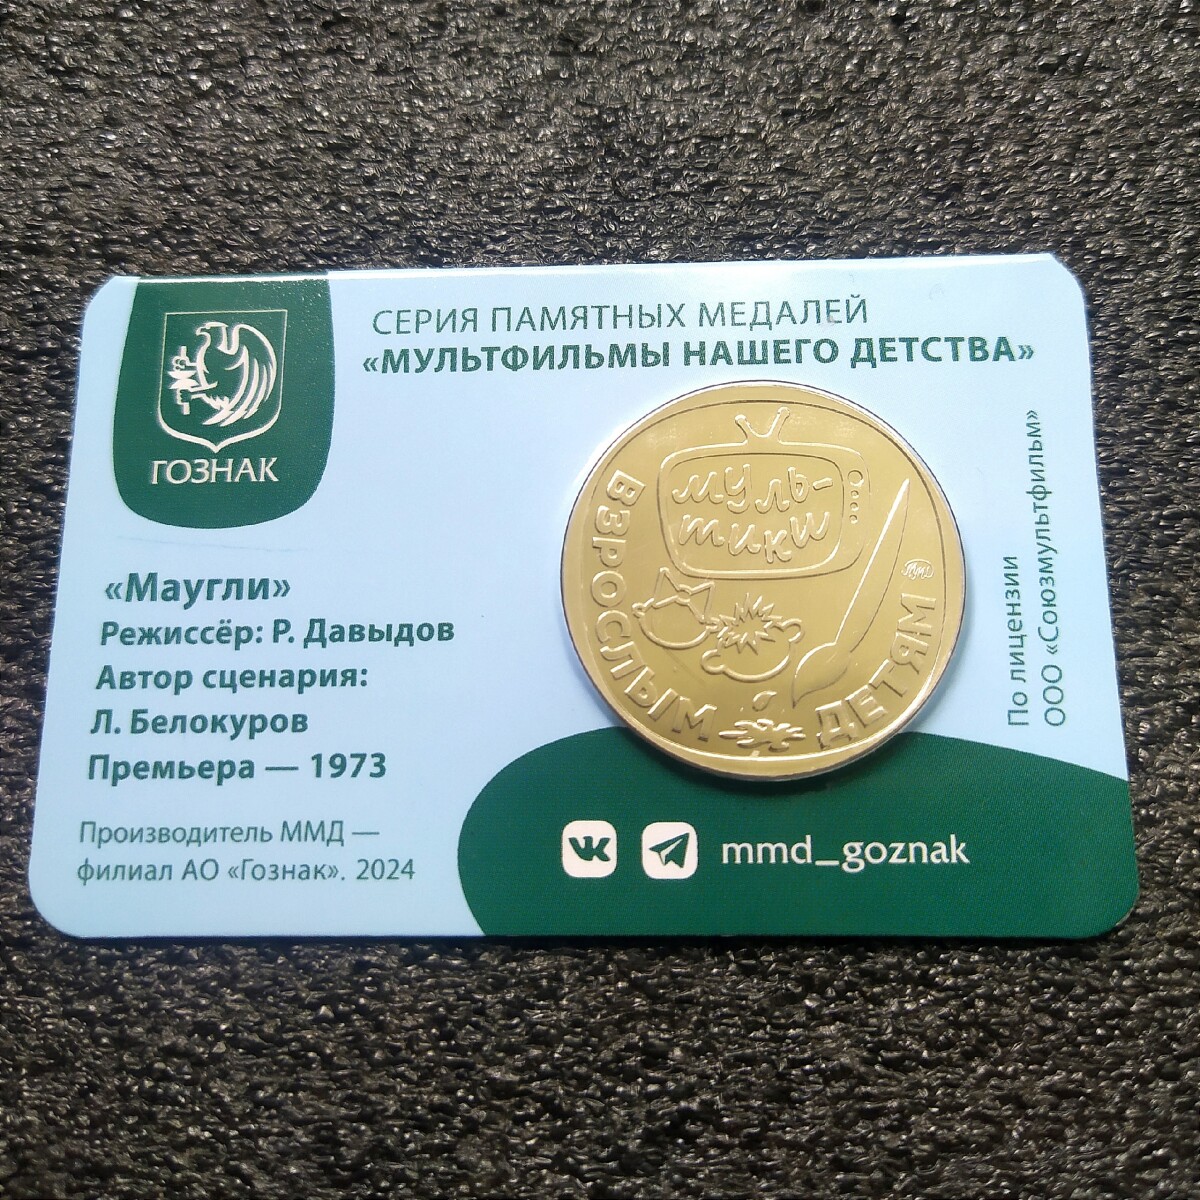 ГОЗНАК
СЕРИЯ ПАМЯТНЫХ МЕДАЛЕЙ
«МУЛЬТФИЛЬМЫ НАШЕГО ДЕТСТВА»
«Маугли»
Режиссёр: Р. Давыдов
Автор сценария:
Л. Белокуров
Премьера — 1973
Производитель ММД —
филиал АО «Гознак». 2024
муль-
тики
ВЗРОСЛЫМ
ДЕТЯМ
ММД
По лицензии
ООО «Союзмультфильм»
mmd_goznak